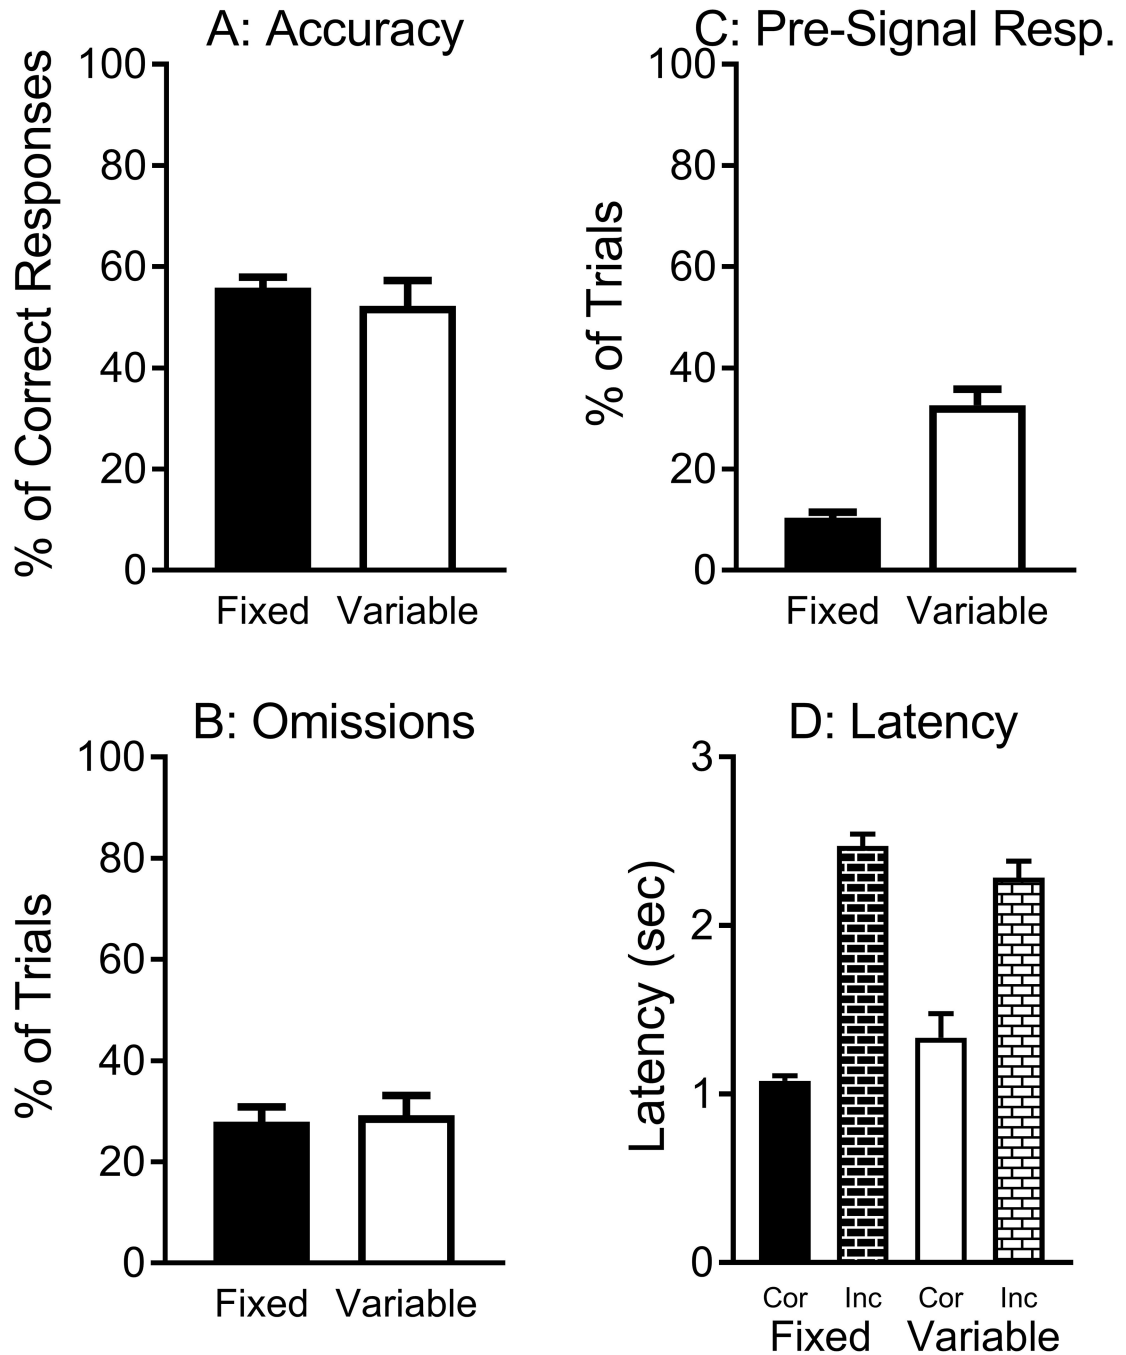 A: Accuracy
% of Correct Responses
100
80
60
40
20
0
Fixed Variable
C: Pre-Signal Resp.
% of Trials
100
80
60
40
20
0
Fixed Variable
B: Omissions
% of Trials
100
80
60
40
20
0
Fixed Variable
D: Latency
Latency (sec)
3
2
1
0
Cor Inc Cor Inc
Fixed Variable